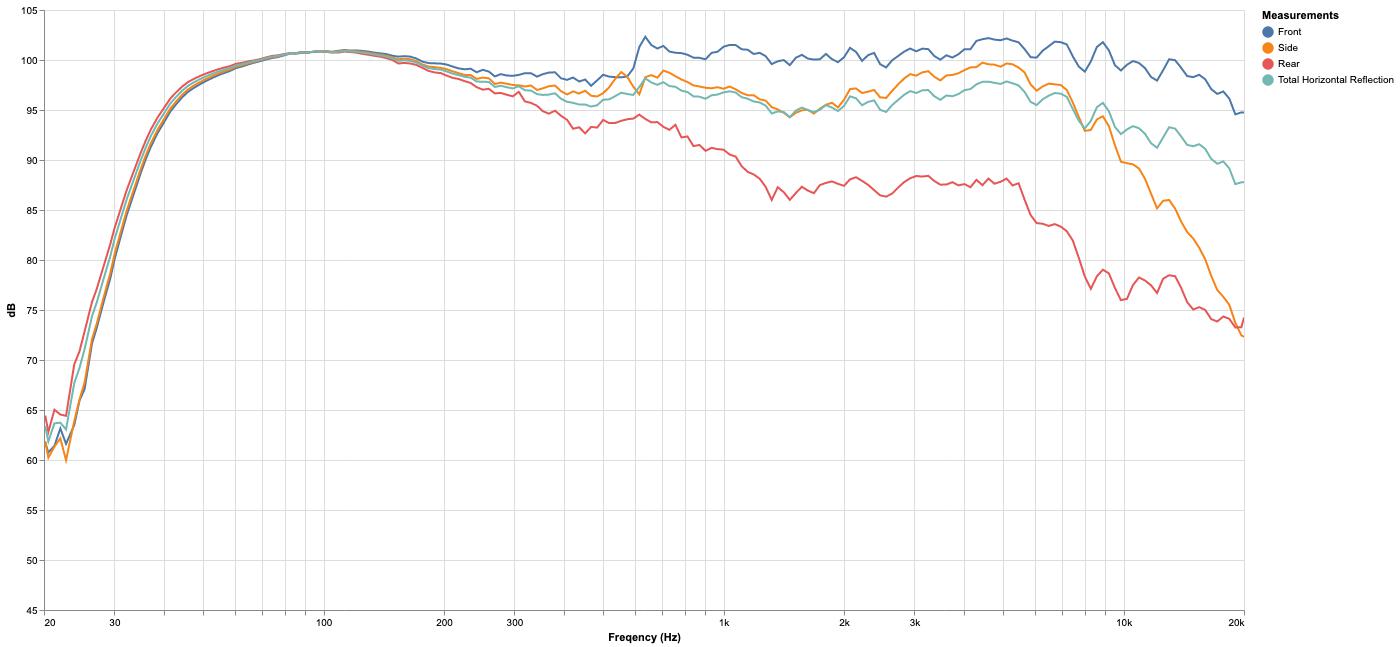 105
100
95
90
85
80
75
70
65
60
55
50
45
dB
20 30 100 200 300 1k 2k 3k 10k 20k
Freqency (Hz)
Measurements
Front
Side
Rear
Total Horizontal Reflection